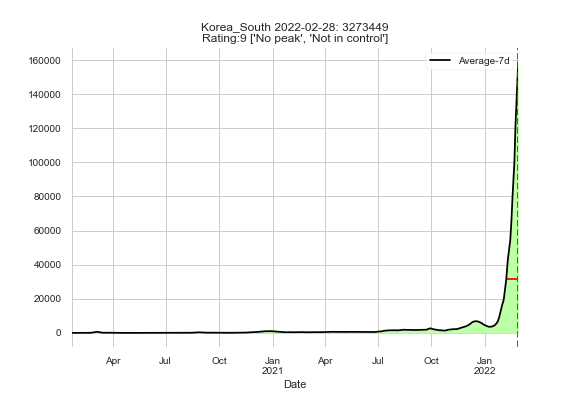 Korea_South 2022-02-28: 3273449
Rating:9 ['No peak', 'Not in control']
Average-7d
160000
140000
120000
100000
80000
60000
40000
20000
0
Apr Jul Oct Jan Apr Jul Oct Jan
2021 2022
Date